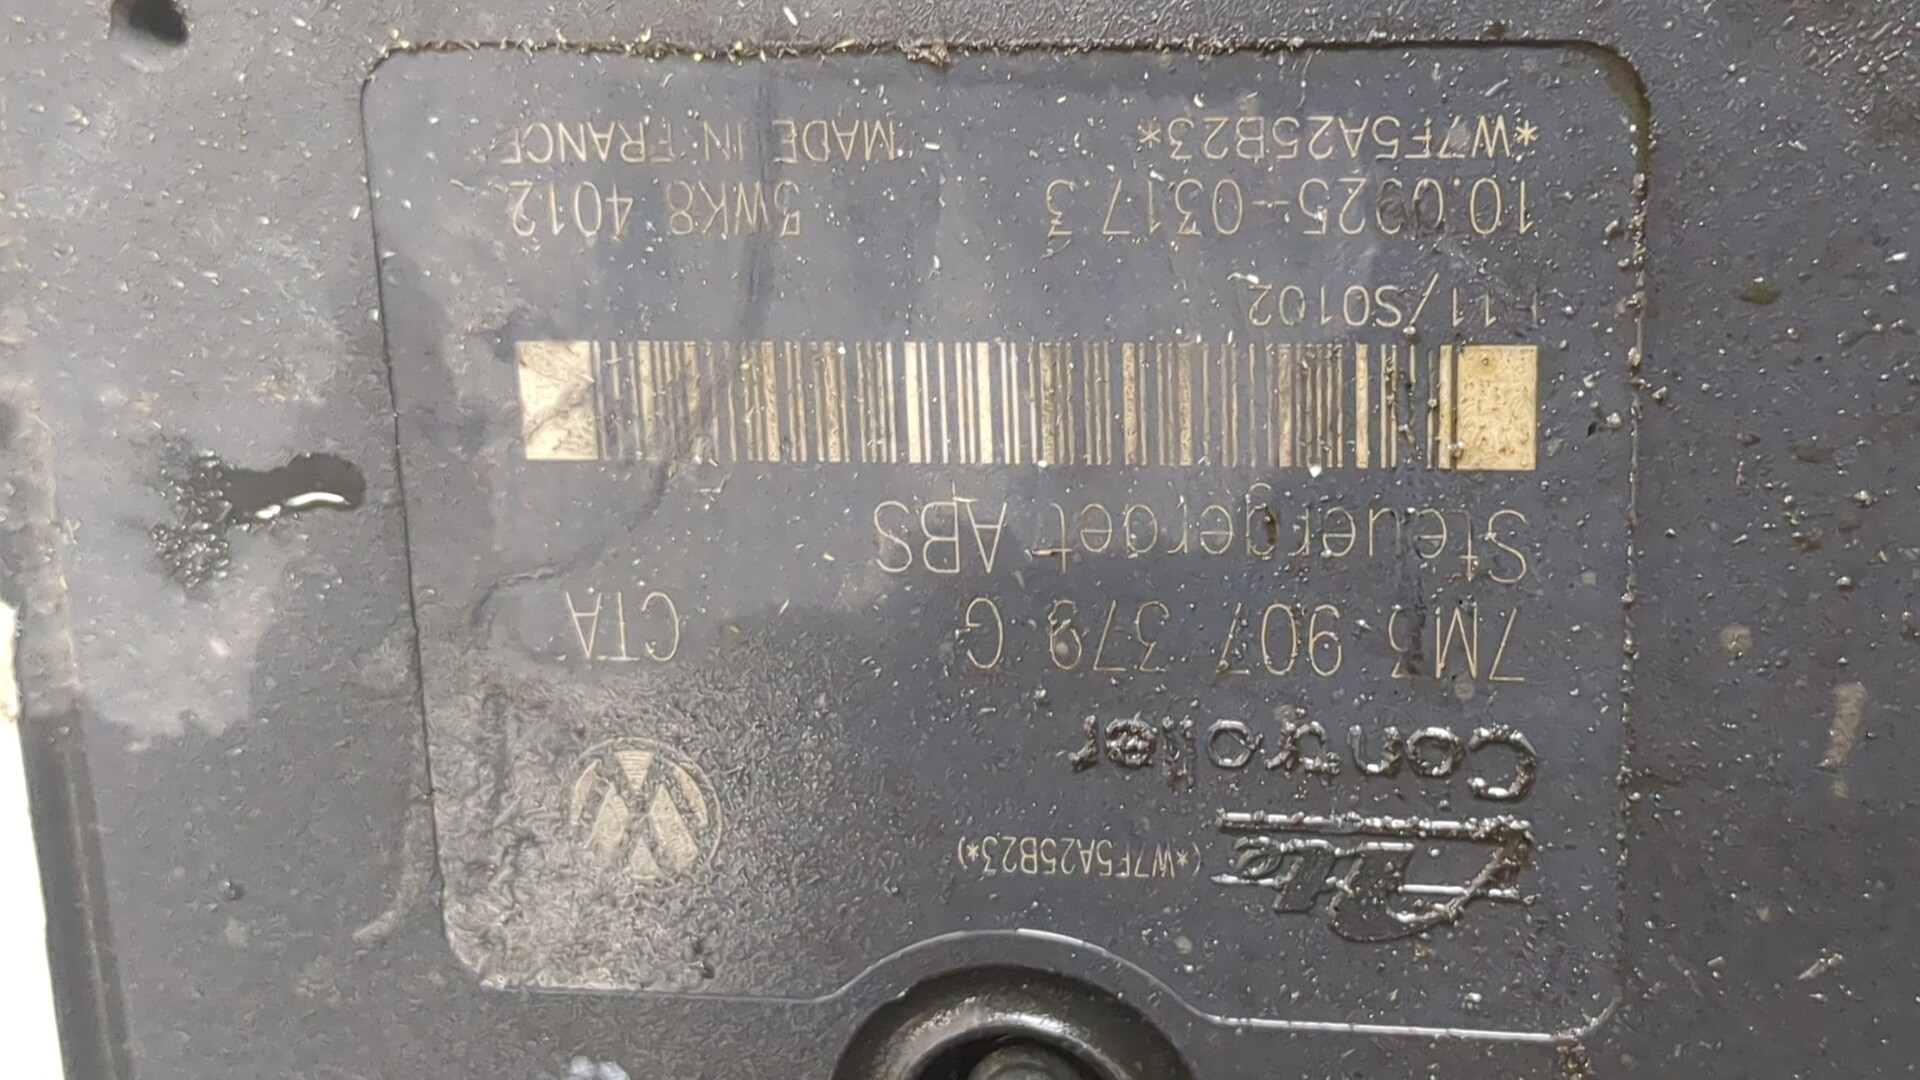 Elite (*W7F5A25B23*)
Controller
7M3 907 379 G CTA
Steuergeraet ABS
11/S0102
10.0925-0317.3 5WK8 4012
*W7F5A25B23* MADE IN FRANCE